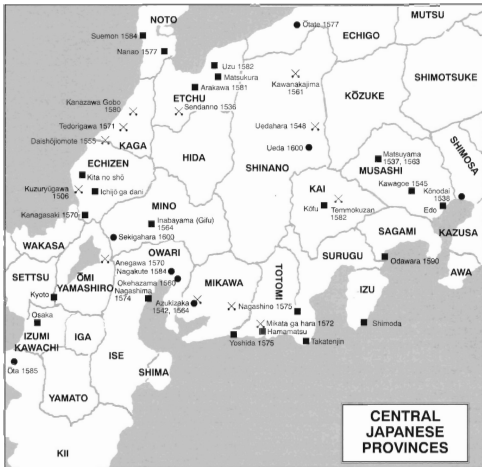 NOTO
Suemon 1584
Nanao 1577
Ōtate 1577
ECHIGO
MUTSU
Uzu 1582
Matsukura
Arakawa 1581
ETCHU
Sendanno 1536
Kawanakajima
1561
KŌZUKE
SHIMOTSUKE
Kanazawa Gobo
1580
Tedorigawa 1571
KAGA
Daishōjomote 1555
Uedahara 1548
Ueda 1600
HIDA
SHINANO
ECHIZEN
Kita no shō
Kuzuryūgawa
1506
Ichijō ga dani
Kanagasaki 1570
Matsuyama
1537, 1563
MUSASHI
Kawagoe 1545
SHIMOSA
Kōnodai
1538
Edo
KAI
Kōfu
Temmokuzan
1582
MINO
Inabayama (Gifu)
1564
WAKASA
Sekigahara 1600
SAGAMI
KAZUSA
OWARI
SURUGU
Odawara 1590
AWA
SETTSU
ŌMI
YAMASHIRO
Anegawa 1570
Nagakute 1584
Okehazama 1560
Nagashima
1574
MIKAWA
TOTOMI
IZU
Kyoto
Azukizaka
1542, 1564
Nagashino 1575
Mikata ga hara 1572
Hamamatsu
Shimoda
Osaka
IZUMI
KAWACHI
IGA
ISE
Yoshida 1575
Takatenjin
Ōta 1585
SHIMA
YAMATO
KII
CENTRAL
JAPANESE
PROVINCES